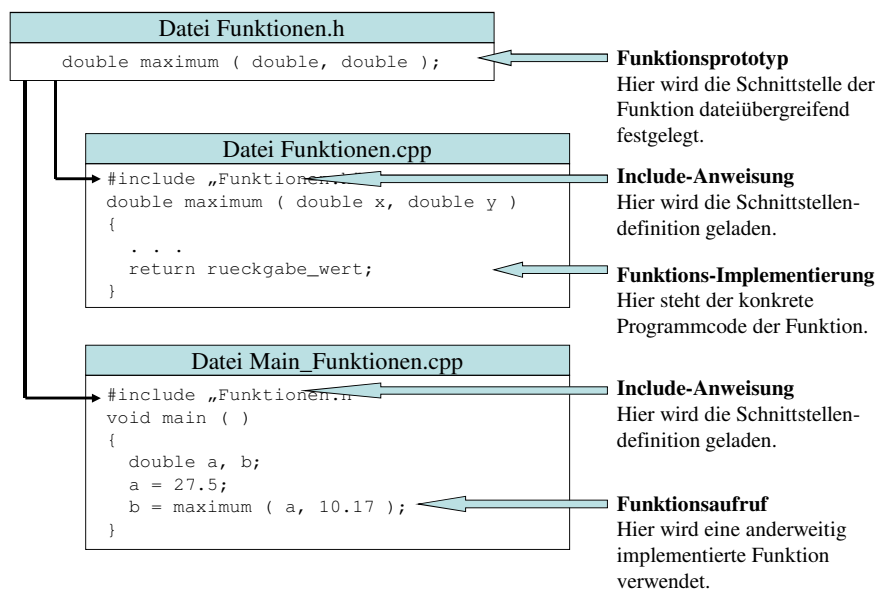 Datei Funktionen.h
double maximum ( double, double );
Funktionsprototyp
Hier wird die Schnittstelle der
Funktion dateiübergreifend
festgelegt.
Datei Funktionen.cpp
#include „Funktionen.h
double maximum ( double x, double y )
{
. . .
return rueckgabe_wert;
}
Include-Anweisung
Hier wird die Schnittstellen-
definition geladen.
Funktions-Implementierung
Hier steht der konkrete
Programmcode der Funktion.
Datei Main_Funktionen.cpp
#include „Funktionen.h
void main ( )
{
double a, b;
a = 27.5;
b = maximum ( a, 10.17 );
}
Include-Anweisung
Hier wird die Schnittstellen-
definition geladen.
Funktionsaufruf
Hier wird eine anderweitig
implementierte Funktion
verwendet.